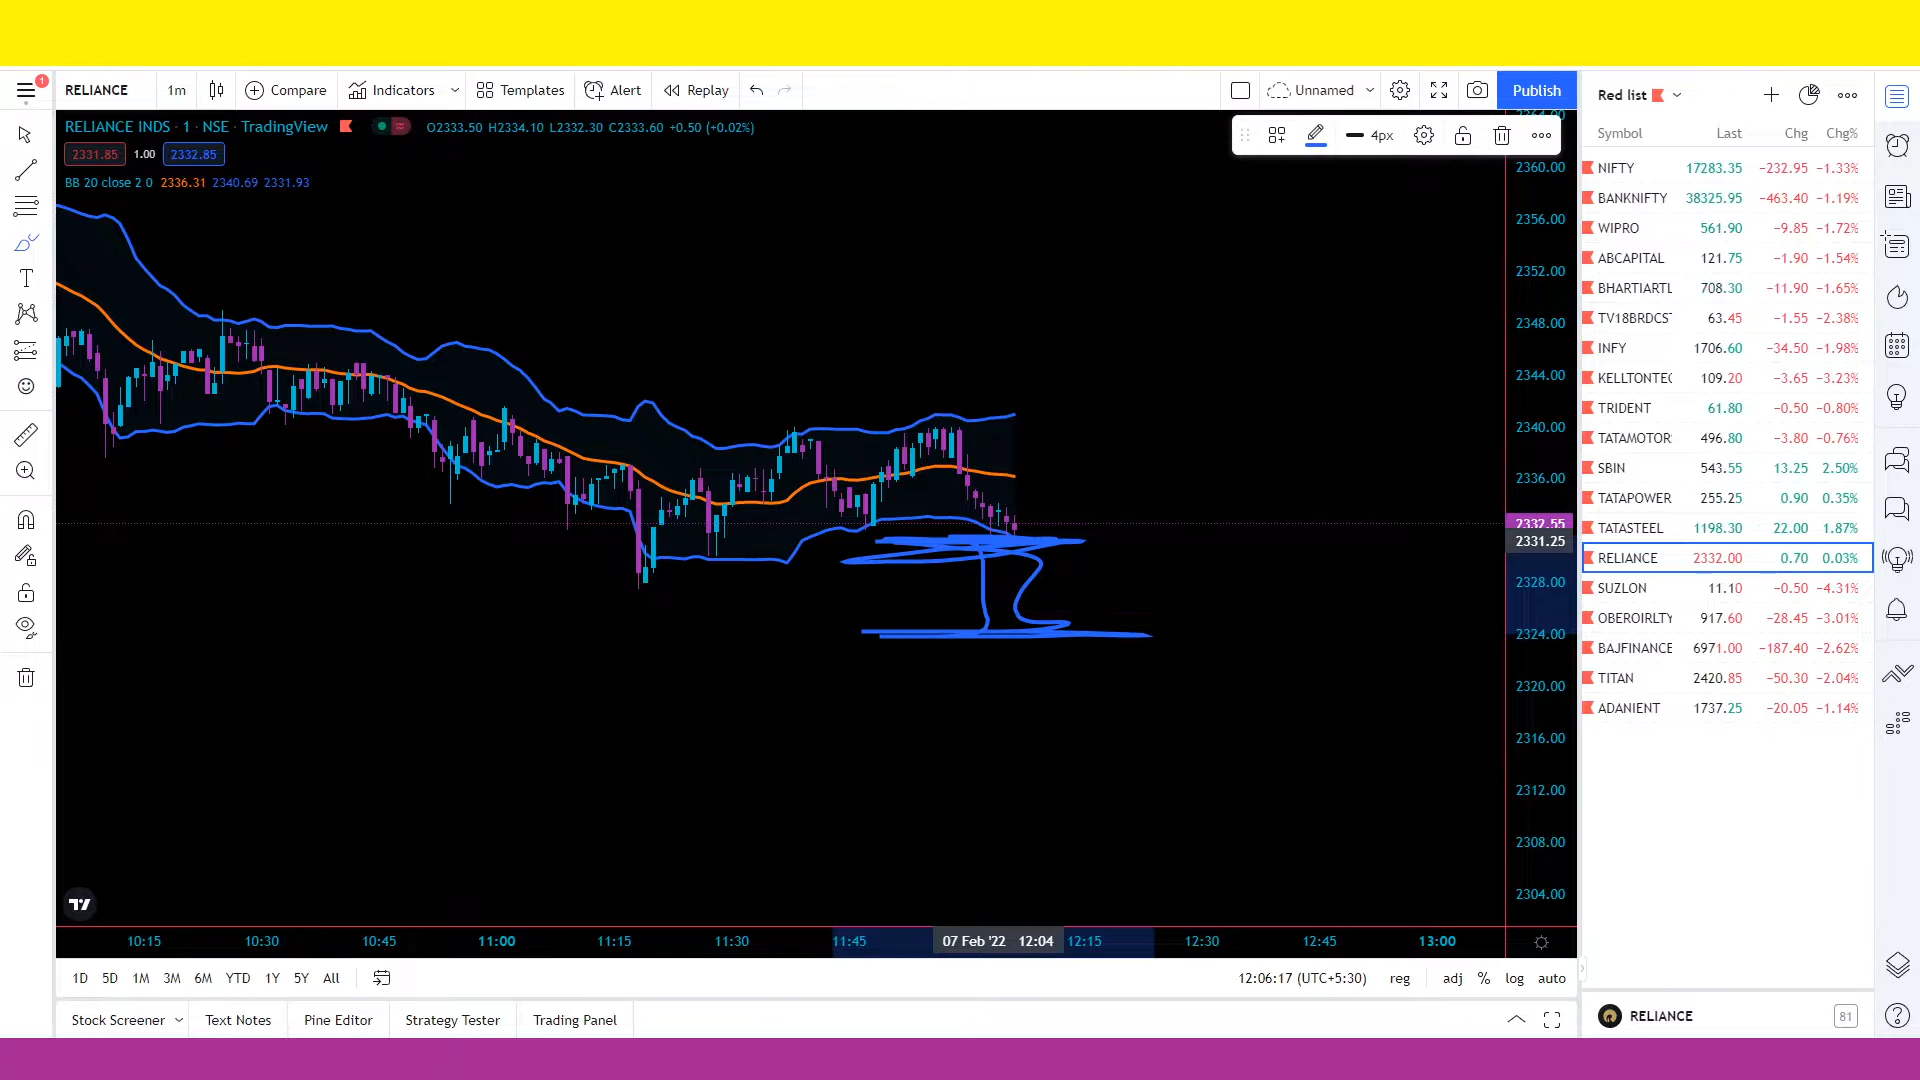 1
RELIANCE 1m Compare Indicators Templates Alert Replay Unnamed Publish
RELIANCE INDS · 1 · NSE · TradingView O2333.50 H2334.10 L2332.30 C2333.60 +0.50 (+0.02%)
2331.85 1.00 2332.85
BB 20 close 2 0 2336.31 2340.69 2331.93
4px
2364.00
2360.00
2356.00
2352.00
2348.00
2344.00
2340.00
2336.00
2332.55
2331.25
2328.00
2324.00
2320.00
2316.00
2312.00
2308.00
2304.00
10:15 10:30 10:45 11:00 11:15 11:30 11:45 07 Feb '22 12:04 12:15 12:30 12:45 13:00
1D 5D 1M 3M 6M YTD 1Y 5Y All 12:06:17 (UTC+5:30) reg adj % log auto
Stock Screener Text Notes Pine Editor Strategy Tester Trading Panel
Red list
Symbol Last Chg Chg%
NIFTY 17283.35 −232.95 −1.33%
BANKNIFTY 38325.95 −463.40 −1.19%
WIPRO 561.90 −9.85 −1.72%
ABCAPITAL 121.75 −1.90 −1.54%
BHARTIARTL 708.30 −11.90 −1.65%
TV18BRDCST 63.45 −1.55 −2.38%
INFY 1706.60 −34.50 −1.98%
KELLTONTEC 109.20 −3.65 −3.23%
TRIDENT 61.80 −0.50 −0.80%
TATAMOTOR 496.80 −3.80 −0.76%
SBIN 543.55 13.25 2.50%
TATAPOWER 255.25 0.90 0.35%
TATASTEEL 1198.30 22.00 1.87%
RELIANCE 2332.00 0.70 0.03%
SUZLON 11.10 −0.50 −4.31%
OBEROIRLTY 917.60 −28.45 −3.01%
BAJFINANCE 6971.00 −187.40 −2.62%
TITAN 2420.85 −50.30 −2.04%
ADANIENT 1737.25 −20.05 −1.14%
RELIANCE 81